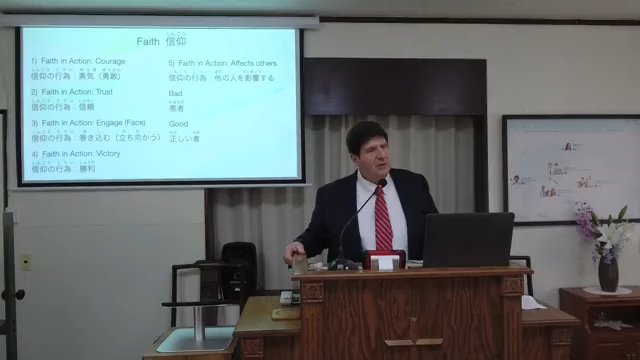 Faith 信仰
1) Faith in Action: Courage
信仰の行為：勇気（勇敢）
2) Faith in Action: Trust
信仰の行為：信頼
3) Faith in Action: Engage (Face)
信仰の行為：巻き込む（立ち向かう）
4) Faith in Action: Victory
信仰の行為：勝利
5) Faith in Action: Affects others
信仰の行為：他の人を影響する
Bad
悪者
Good
正しい者